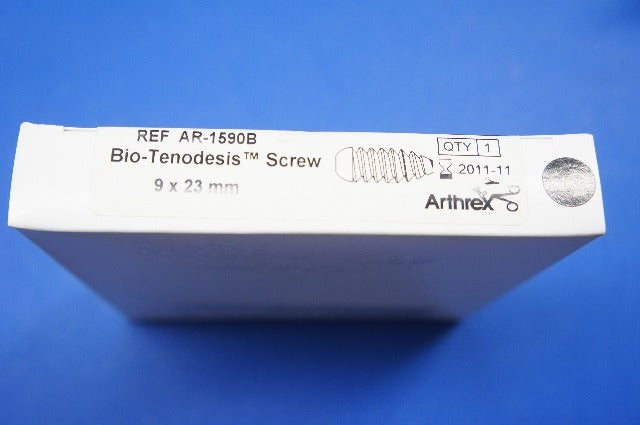 REF AR-1590B
Bio-Tenodesis™ Screw
9 x 23 mm
QTY 1
2011-11
Arthrex